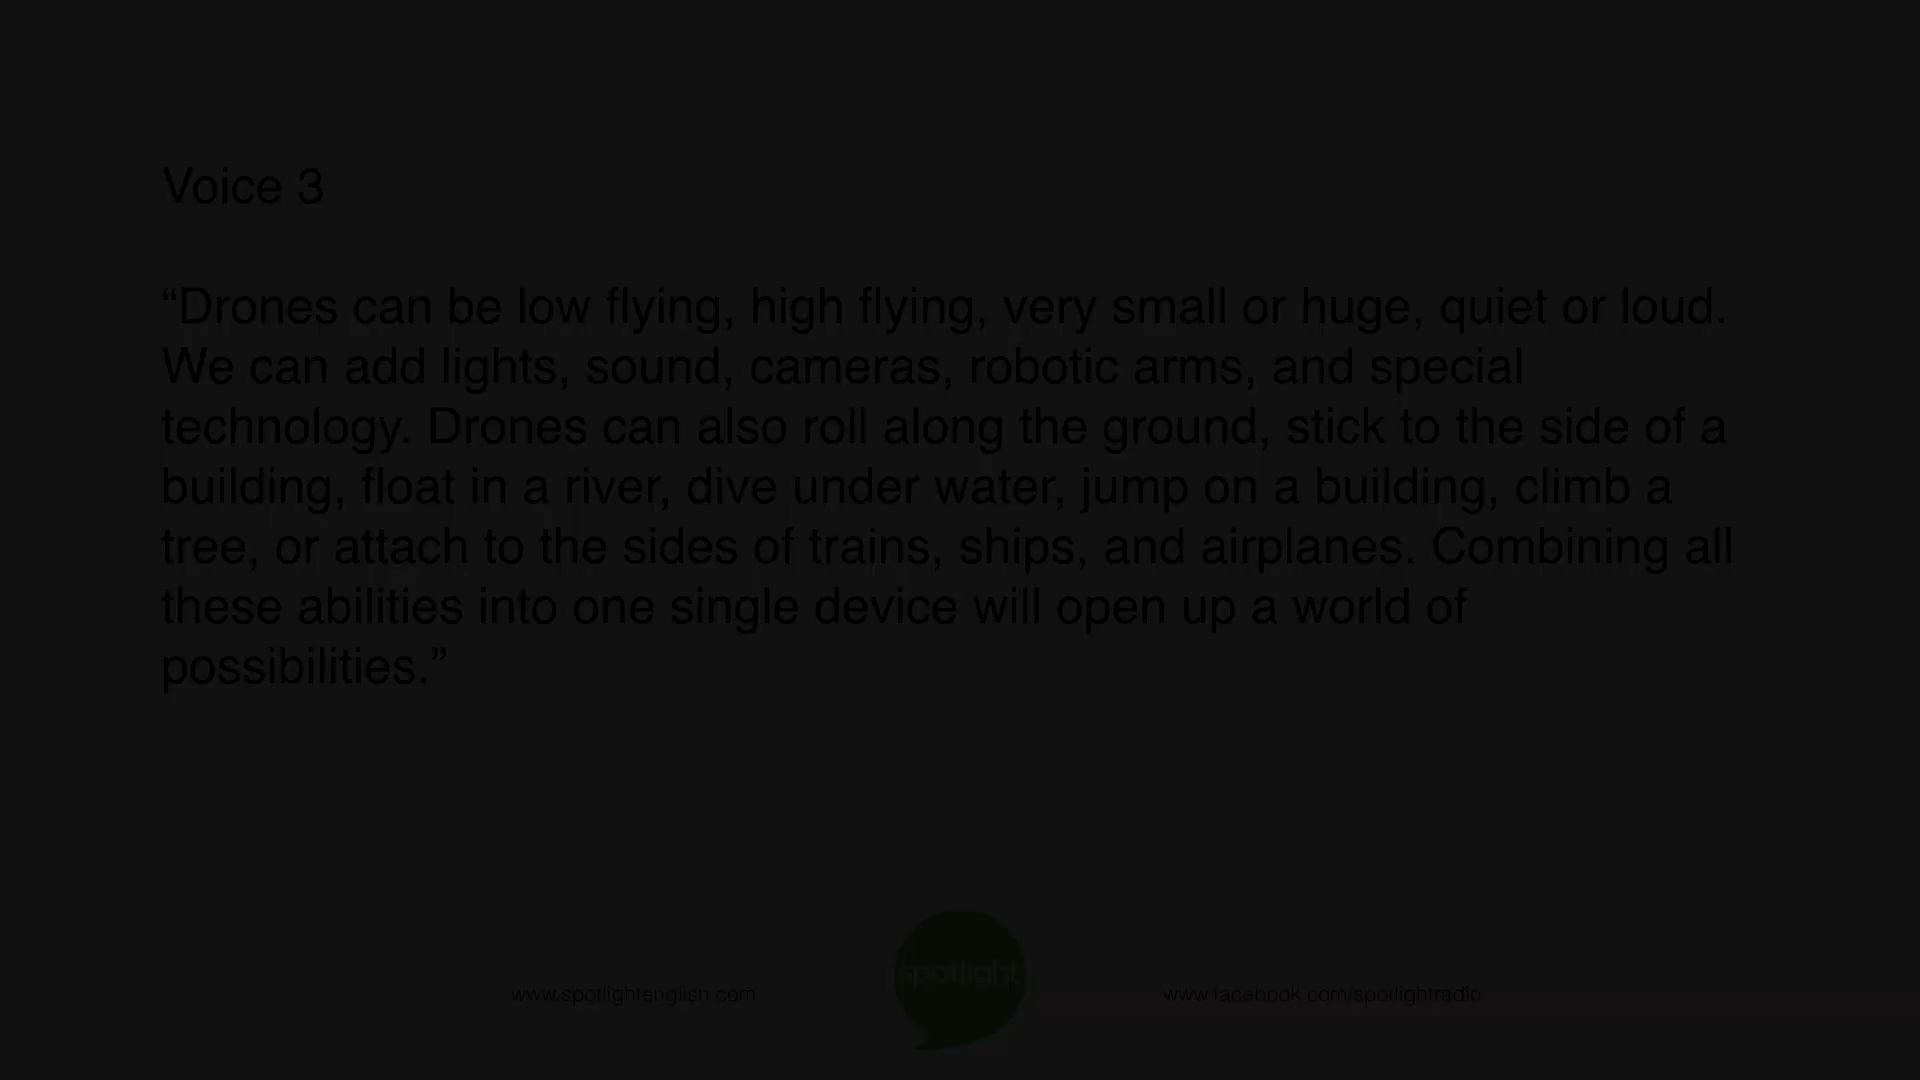 Voice 3
“Drones can be low flying, high flying, very small or huge, quiet or loud.
We can add lights, sound, cameras, robotic arms, and special
technology. Drones can also roll along the ground, stick to the side of a
building, float in a river, dive under water, jump on a building, climb a
tree, or attach to the sides of trains, ships, and airplanes. Combining all
these abilities into one single device will open up a world of
possibilities.”
spotlight
www.spotlightenglish.com
www.facebook.com/spotlightradio